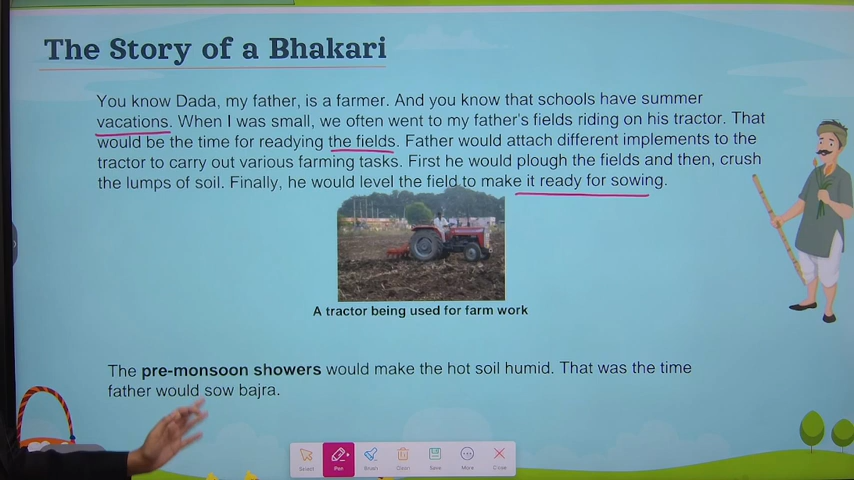 The Story of a Bhakari
You know Dada, my father, is a farmer. And you know that schools have summer
vacations. When I was small, we often went to my father's fields riding on his tractor. That
would be the time for readying the fields. Father would attach different implements to the
tractor to carry out various farming tasks. First he would plough the fields and then, crush
the lumps of soil. Finally, he would level the field to make it ready for sowing.
A tractor being used for farm work
The pre-monsoon showers would make the hot soil humid. That was the time
father would sow bajra.
Select
Pen
Brush
Clear
Save
More
Close